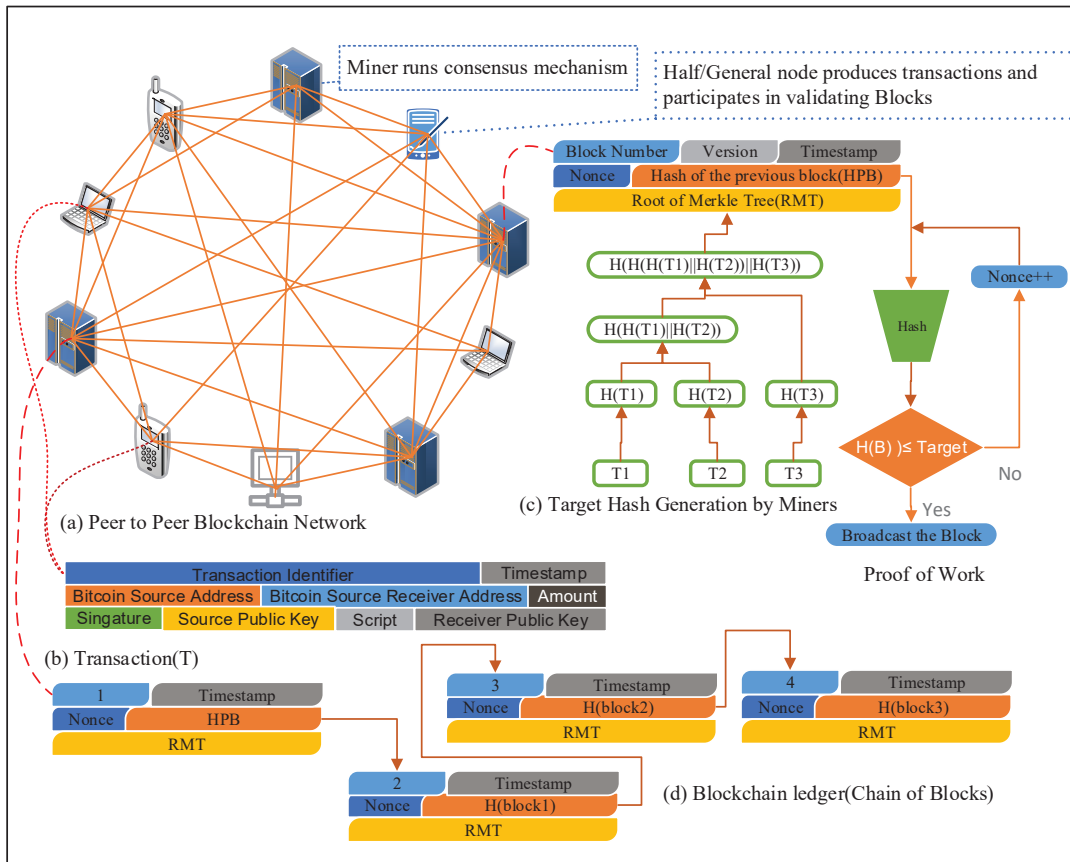 Miner runs consensus mechanism
Half/General node produces transactions and
participates in validating Blocks
Block Number Version Timestamp
Nonce Hash of the previous block(HPB)
Root of Merkle Tree(RMT)
H(H(H(T1)||H(T2))||H(T3))
Nonce++
H(H(T1)||H(T2))
Hash
H(T1) H(T2) H(T3)
H(B) )≤ Target
No
T1 T2 T3
(c) Target Hash Generation by Miners
Yes
Broadcast the Block
Proof of Work
(a) Peer to Peer Blockchain Network
Transaction Identifier Timestamp
Bitcoin Source Address Bitcoin Source Receiver Address Amount
Singature Source Public Key Script Receiver Public Key
(b) Transaction(T)
1 Timestamp
Nonce HPB
RMT
2 Timestamp
Nonce H(block1)
RMT
3 Timestamp
Nonce H(block2)
RMT
4 Timestamp
Nonce H(block3)
RMT
(d) Blockchain ledger(Chain of Blocks)